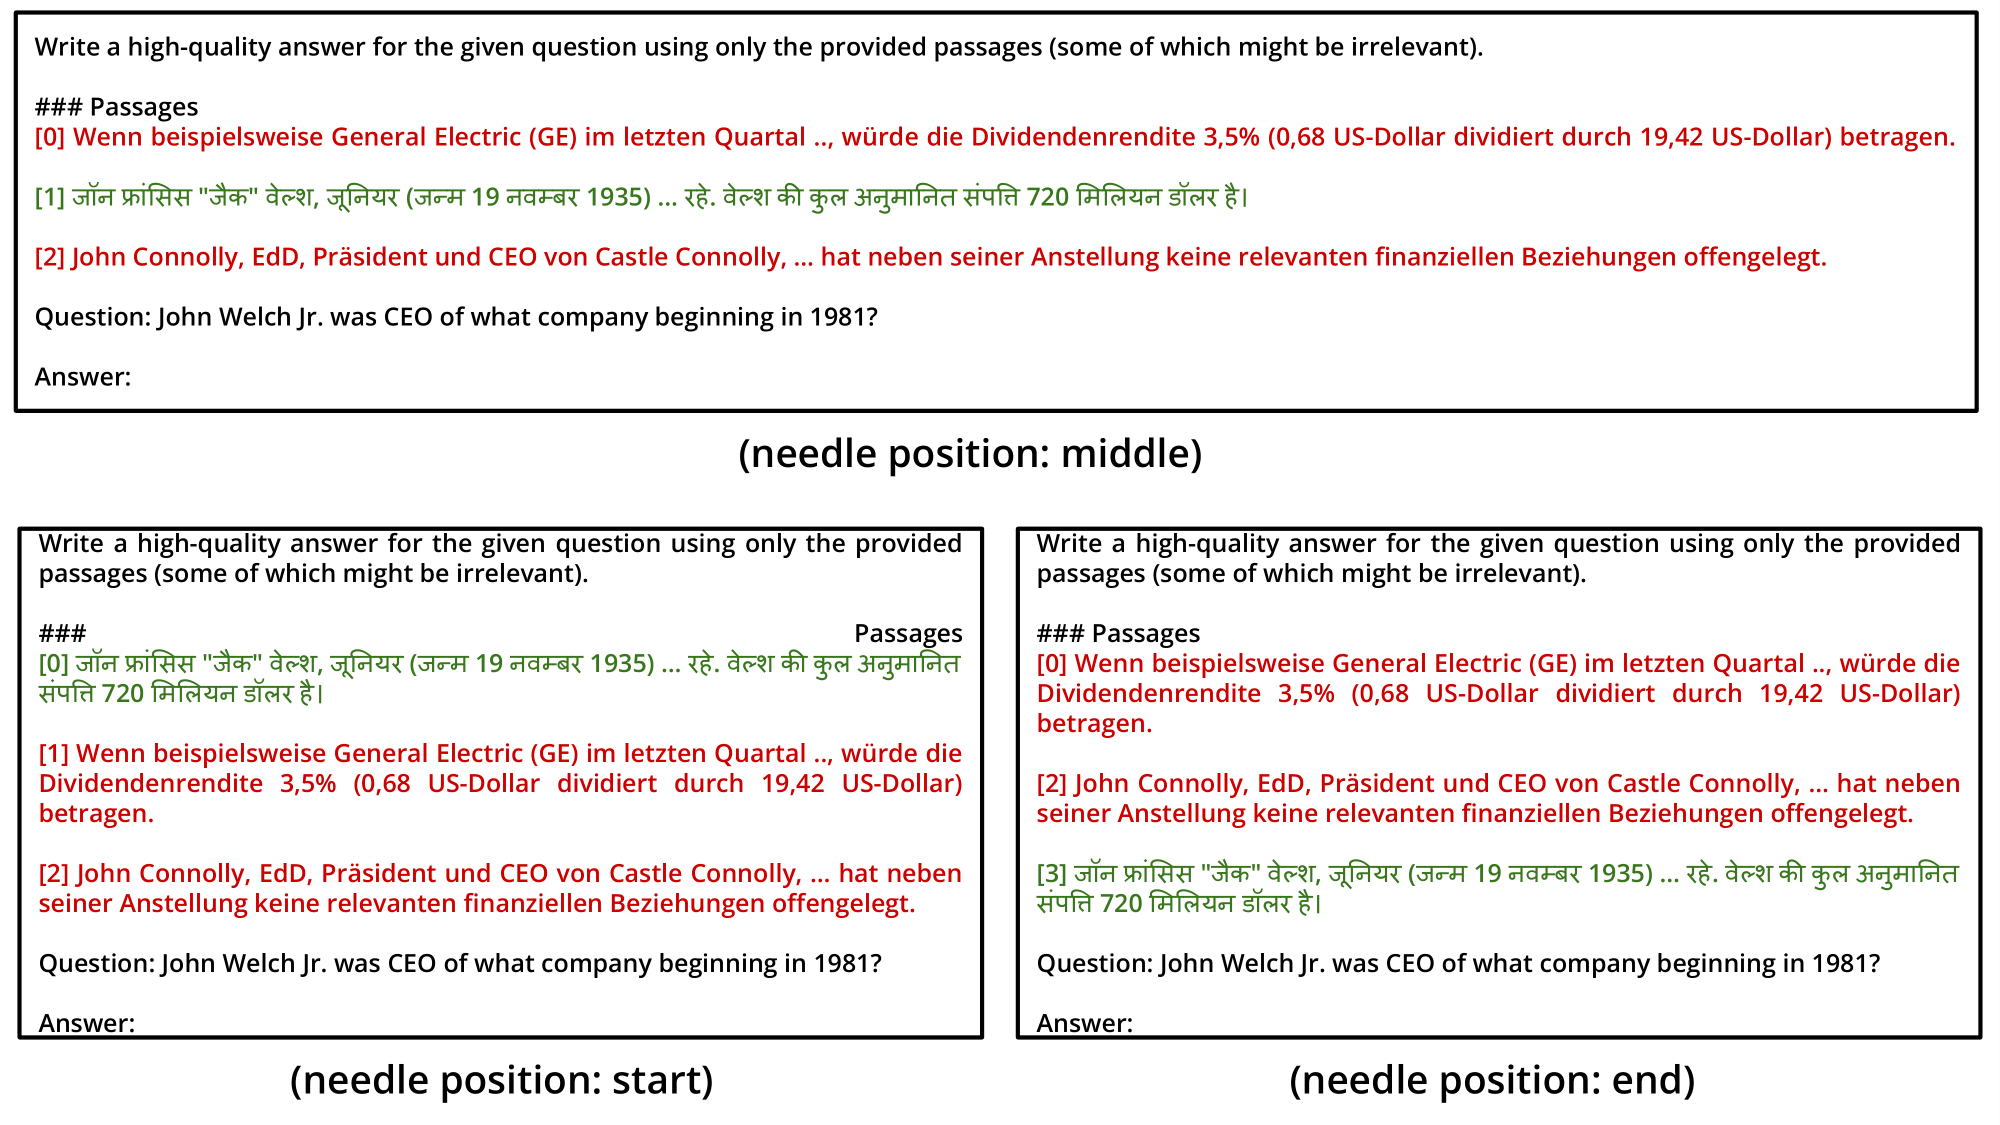 Write a high-quality answer for the given question using only the provided passages (some of which might be irrelevant).
### Passages
[0] Wenn beispielsweise General Electric (GE) im letzten Quartal .., würde die Dividendenrendite 3,5% (0,68 US-Dollar dividiert durch 19,42 US-Dollar) betragen.
[1] जॉन फ्रांसिस "जैक" वेल्श, जूनियर (जन्म 19 नवम्बर 1935) ... रहे. वेल्श की कुल अनुमानित संपत्ति 720 मिलियन डॉलर है।
[2] John Connolly, EdD, Präsident und CEO von Castle Connolly, ... hat neben seiner Anstellung keine relevanten finanziellen Beziehungen offengelegt.
Question: John Welch Jr. was CEO of what company beginning in 1981?
Answer:
(needle position: middle)
Write a high-quality answer for the given question using only the provided
passages (some of which might be irrelevant).
### Passages
[0] जॉन फ्रांसिस "जैक" वेल्श, जूनियर (जन्म 19 नवम्बर 1935) ... रहे. वेल्श की कुल अनुमानित
संपत्ति 720 मिलियन डॉलर है।
[1] Wenn beispielsweise General Electric (GE) im letzten Quartal .., würde die
Dividendenrendite 3,5% (0,68 US-Dollar dividiert durch 19,42 US-Dollar)
betragen.
[2] John Connolly, EdD, Präsident und CEO von Castle Connolly, ... hat neben
seiner Anstellung keine relevanten finanziellen Beziehungen offengelegt.
Question: John Welch Jr. was CEO of what company beginning in 1981?
Answer:
(needle position: start)
Write a high-quality answer for the given question using only the provided
passages (some of which might be irrelevant).
### Passages
[0] Wenn beispielsweise General Electric (GE) im letzten Quartal .., würde die
Dividendenrendite 3,5% (0,68 US-Dollar dividiert durch 19,42 US-Dollar)
betragen.
[2] John Connolly, EdD, Präsident und CEO von Castle Connolly, ... hat neben
seiner Anstellung keine relevanten finanziellen Beziehungen offengelegt.
[3] जॉन फ्रांसिस "जैक" वेल्श, जूनियर (जन्म 19 नवम्बर 1935) ... रहे. वेल्श की कुल अनुमानित
संपत्ति 720 मिलियन डॉलर है।
Question: John Welch Jr. was CEO of what company beginning in 1981?
Answer:
(needle position: end)